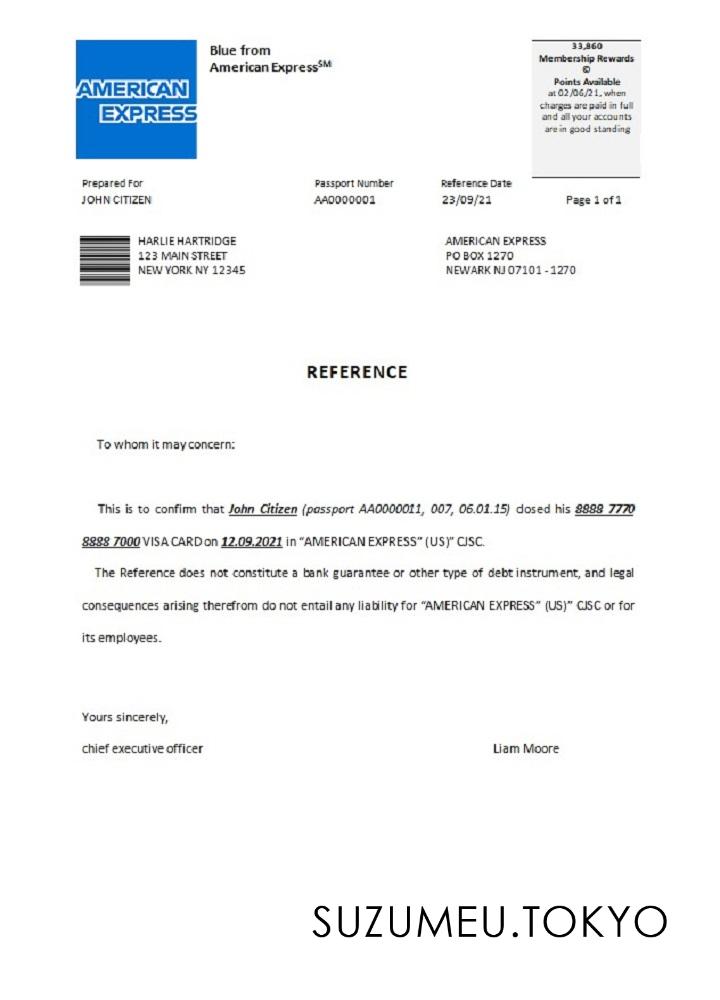 AMERICAN
EXPRESS
Blue from
American Express℠
33,860
Membership Rewards
©
Points Available
at 02/06/21, when
charges are paid in full
and all your accounts
are in good standing
Prepared For
JOHN CITIZEN
Passport Number
AA0000001
Reference Date
23/09/21
Page 1 of 1
HARLIE HARTRIDGE
123 MAIN STREET
NEW YORK NY 12345
AMERICAN EXPRESS
PO BOX 1270
NEWARK NJ 07101 - 1270
REFERENCE
To whom it may concern:
This is to confirm that John Citizen (passport AA0000011, 007, 06.01.15) closed his 8888 7770
8888 7000 VISA CARD on 12.09.2021 in “AMERICAN EXPRESS” (US)” CJSC.
The Reference does not constitute a bank guarantee or other type of debt instrument, and legal
consequences arising therefrom do not entail any liability for “AMERICAN EXPRESS” (US)” CJSC or for
its employees.
Yours sincerely,
chief executive officer
Liam Moore
SUZUMEU.TOKYO